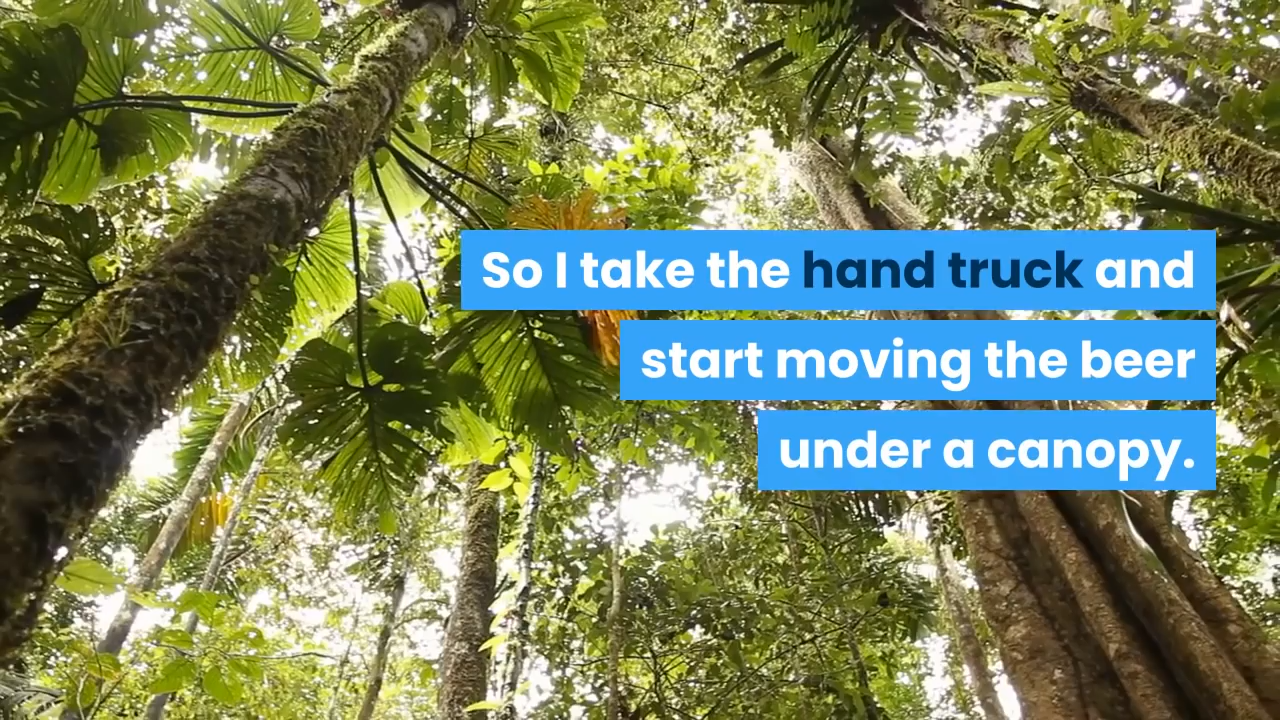 So I take the hand truck and
start moving the beer
under a canopy.